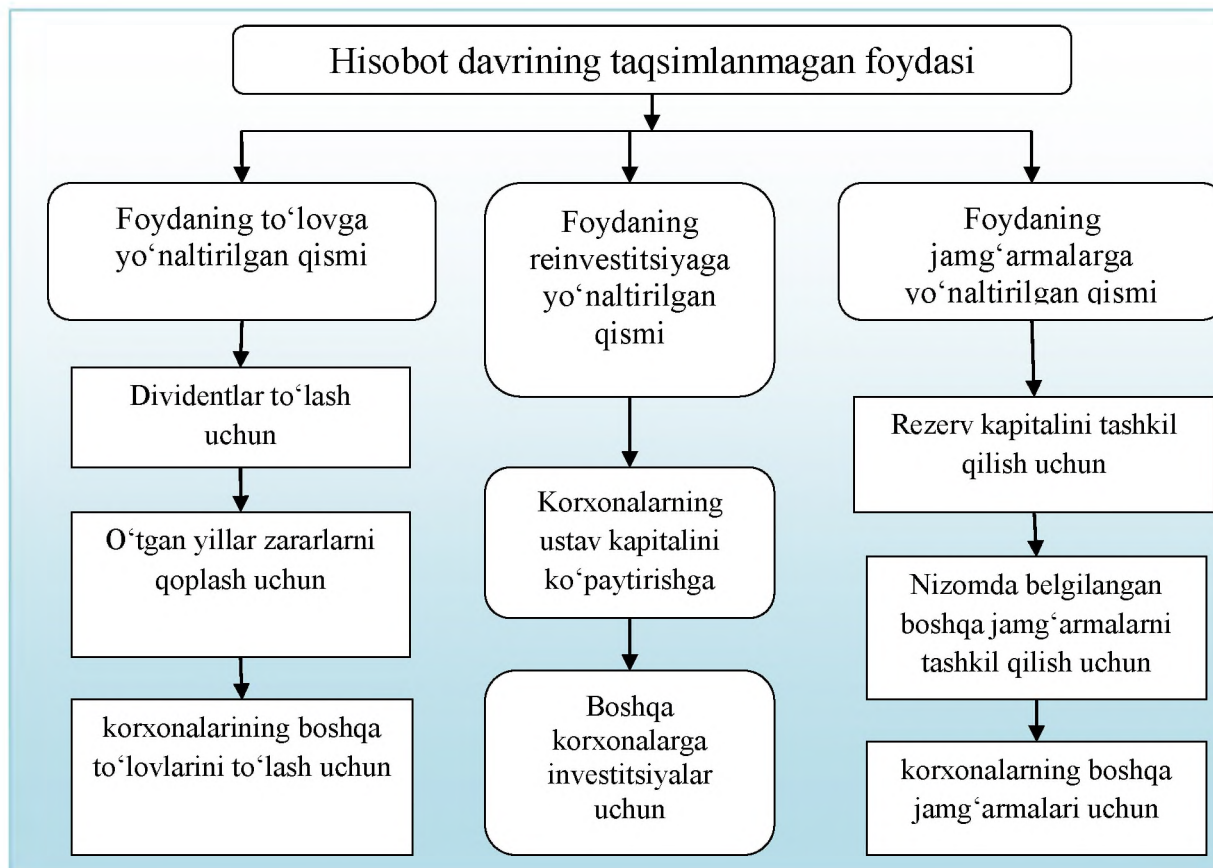 Hisobot davrining taqsimlanmagan foydasi
Foydaning to‘lovga
yo‘naltirilgan qismi
Dividentlar to‘lash
uchun
O‘tgan yillar zararlarni
qoplash uchun
korxonalarining boshqa
to‘lovlarini to‘lash uchun
Foydaning
reinvestitsiyaga
yo‘naltirilgan
qismi
Korxonalarning
ustav kapitalini
ko‘paytirishga
Boshqa
korxonalarga
investitsiyalar
uchun
Foydaning
jamg‘armalarga
yo‘naltirilgan qismi
Rezerv kapitalini tashkil
qilish uchun
Nizomda belgilangan
boshqa jamg‘armalarni
tashkil qilish uchun
korxonalarning boshqa
jamg‘armalari uchun